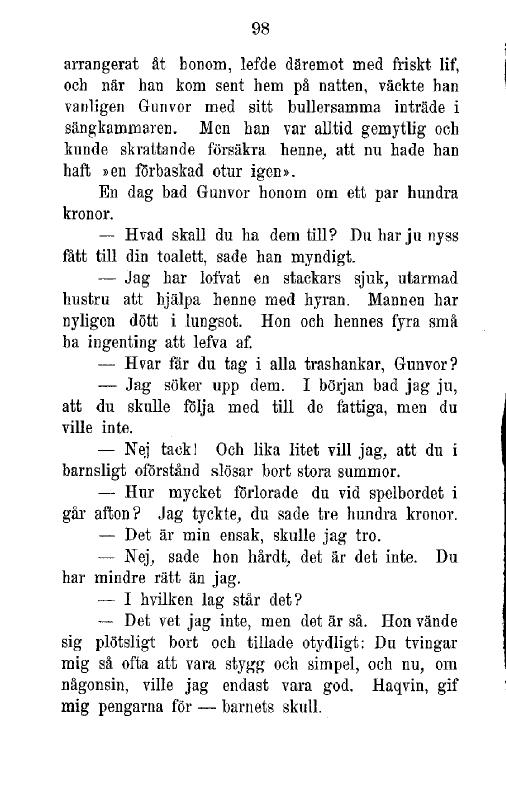 98
arrangerat åt honom, lefde däremot med friskt lif,
och när han kom sent hem på natten, väckte han
vanligen Gunvor med sitt bullersamma inträde i
sängkammaren. Men han var alltid gemytlig och
kunde skrattande försäkra henne, att nu hade han
haft »en förbaskad otur igen».
En dag bad Gunvor honom om ett par hundra
kronor.
— Hvad skall du ha dem till? Du har ju nyss
fått till din toalett, sade han myndigt.
— Jag har lofvat en stackars sjuk, utarmad
hustru att hjälpa henne med hyran. Mannen har
nyligen dött i lungsot. Hon och hennes fyra små
ha ingenting att lefva af.
— Hvar får du tag i alla trashankar, Gunvor?
— Jag söker upp dem. I början bad jag ju,
att du skulle följa med till de fattiga, men du
ville inte.
— Nej tack! Och lika litet vill jag, att du i
barnsligt oförstånd slösar bort stora summor.
— Hur mycket förlorade du vid spelbordet i
går afton? Jag tyckte, du sade tre hundra kronor.
— Det är min ensak, skulle jag tro.
— Nej, sade hon hårdt, det är det inte. Du
har mindre rätt än jag.
— I hvilken lag står det?
— Det vet jag inte, men det är så. Hon vände
sig plötsligt bort och tillade otydligt: Du tvingar
mig så ofta att vara stygg och simpel, och nu, om
någonsin, ville jag endast vara god. Haqvin, gif
mig pengarna för — barnets skull.